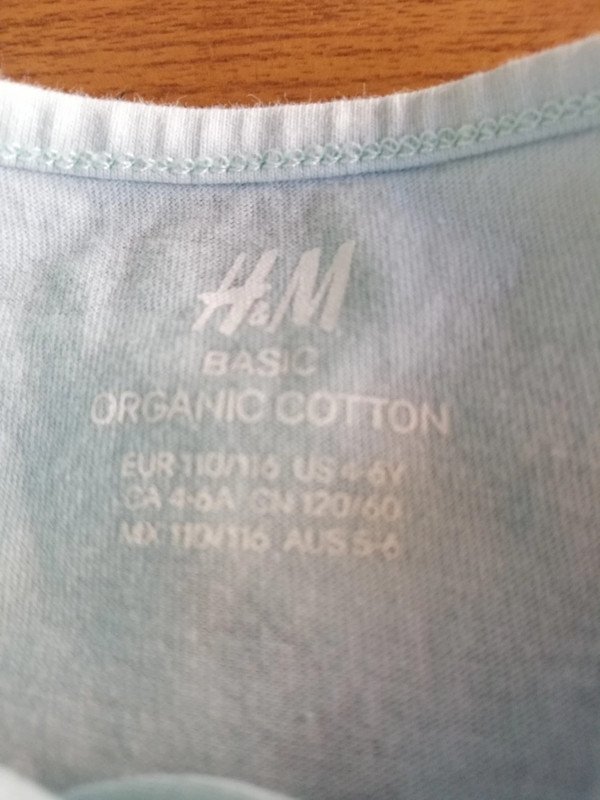 H&M
BASIC
ORGANIC COTTON
EUR 110/116 US 4-6Y
CA 4-6A CN 120/60
MX 110/116 AUS 5-6